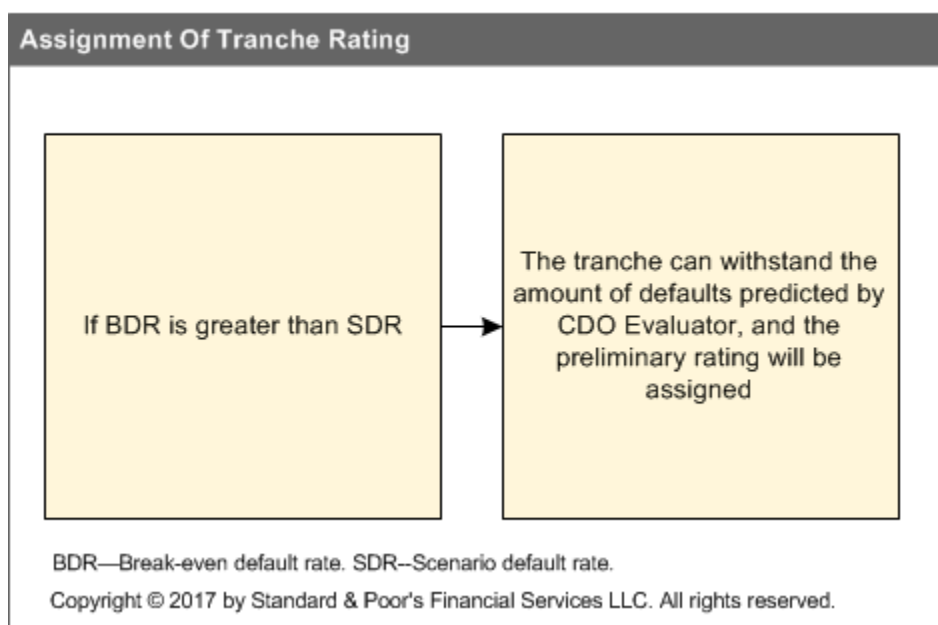 Assignment Of Tranche Rating
If BDR is greater than SDR
The tranche can withstand the
amount of defaults predicted by
CDO Evaluator, and the
preliminary rating will be
assigned
BDR—Break-even default rate. SDR--Scenario default rate.
Copyright © 2017 by Standard & Poor's Financial Services LLC. All rights reserved.